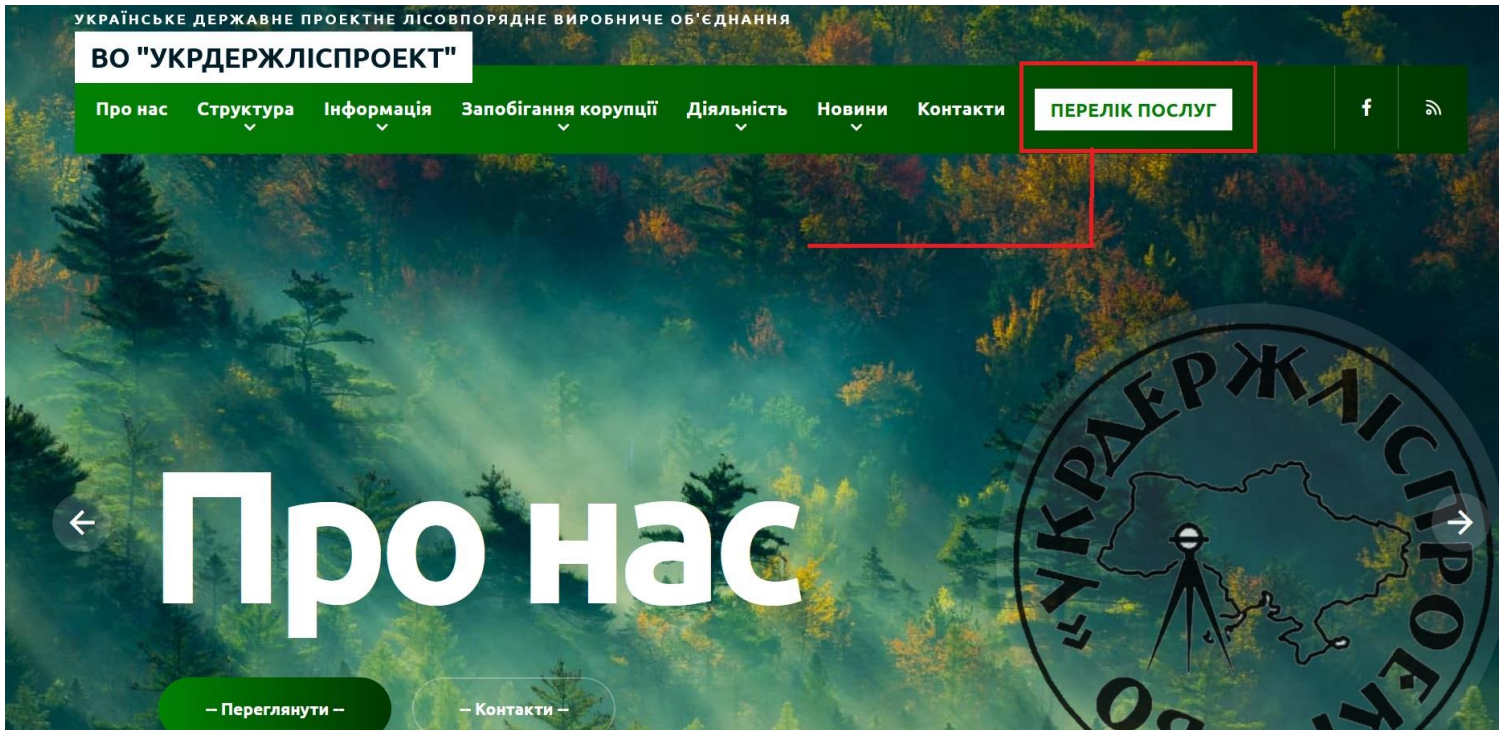 УКРАЇНСЬКЕ ДЕРЖАВНЕ ПРОЕКТНЕ ЛІСОВПОРЯДНЕ ВИРОБНИЧЕ ОБ'ЄДНАННЯ
ВО "УКРДЕРЖЛІСПРОЕКТ"
Про нас Структура Інформація Запобігання корупції Діяльність Новини Контакти ПЕРЕЛІК ПОСЛУГ
Про нас
-- Переглянути -- -- Контакти --
ВО «УКРДЕРЖЛІСПРОЕК